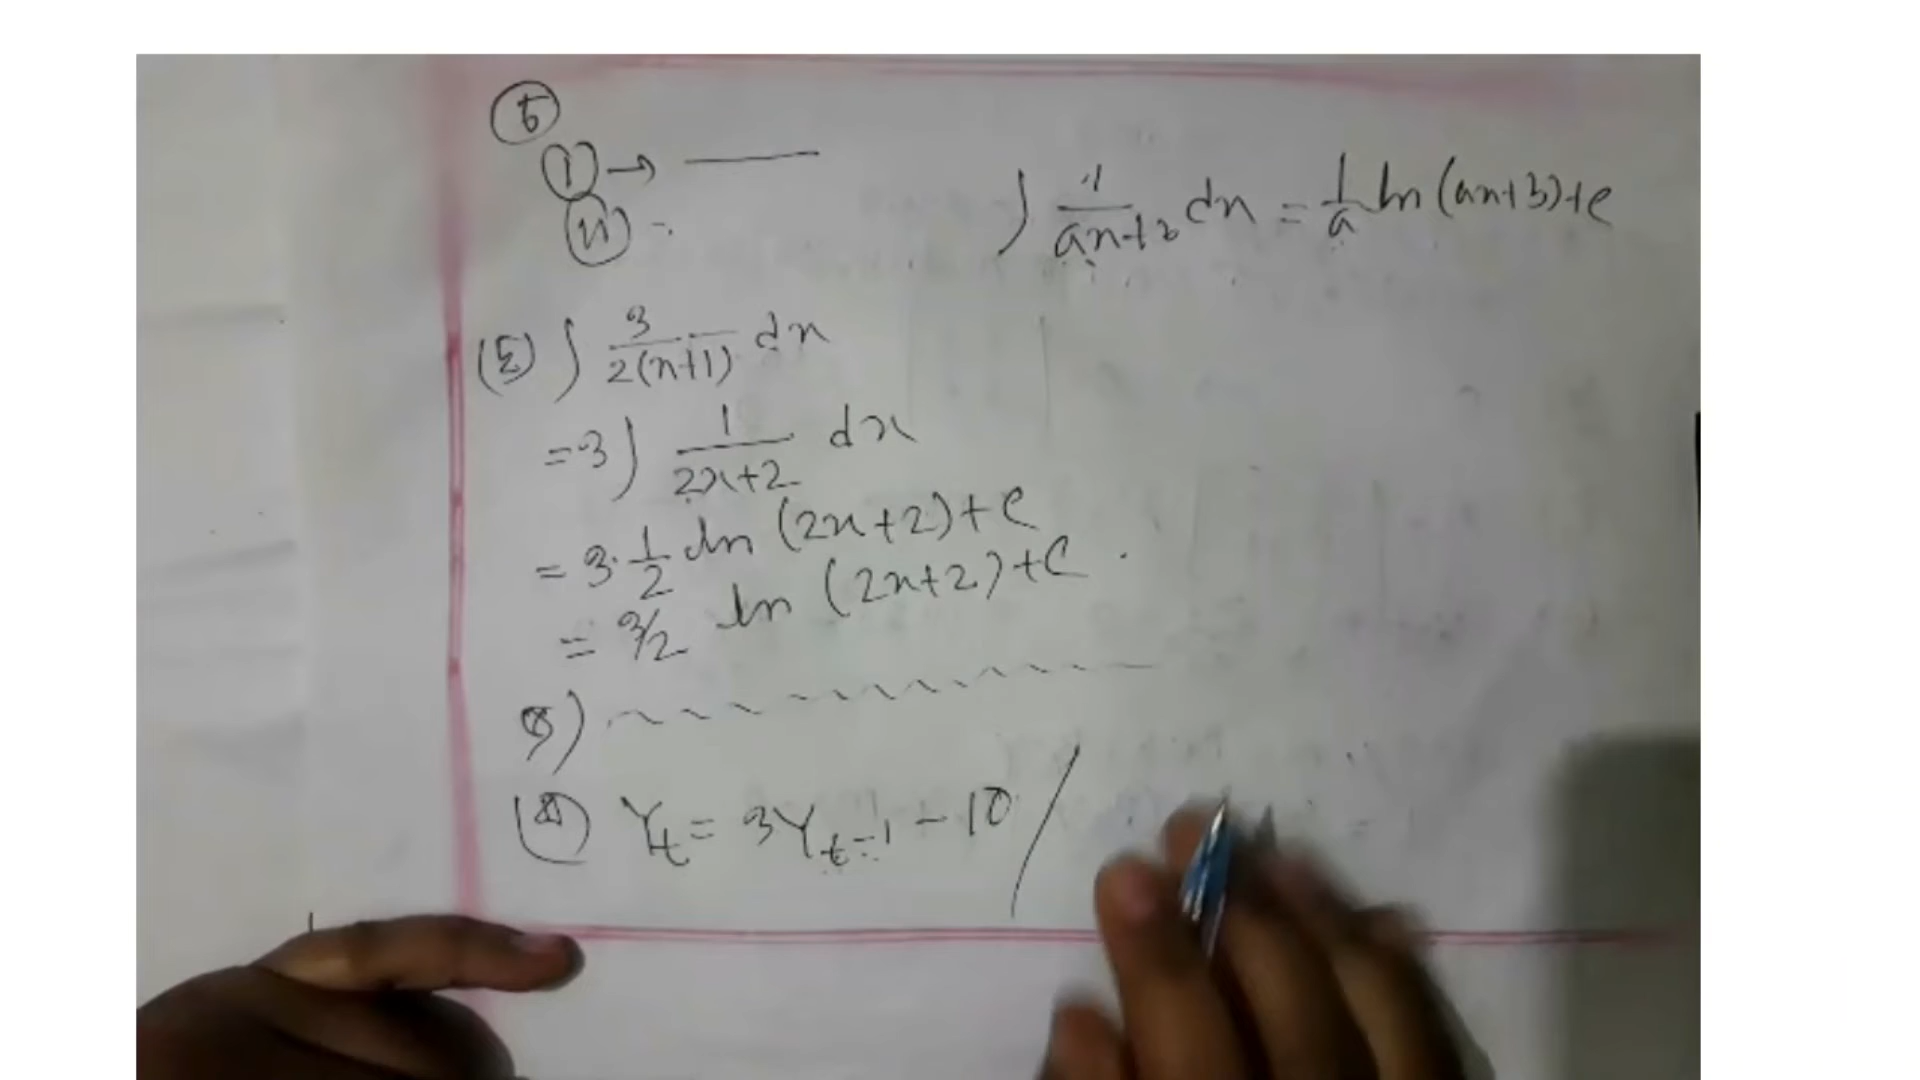 চ
i → ———
ii) -
∫ 1/(ax+b) dx = 1/a ln (ax+b)+c
∫ 3/(2(x+1)) dx
= 3∫ 1/(2x+2) dx
= 3·1/2 ln (2x+2)+c
= 3/2 ln (2x+2)+c
Yt = 3Yt-1 - 10